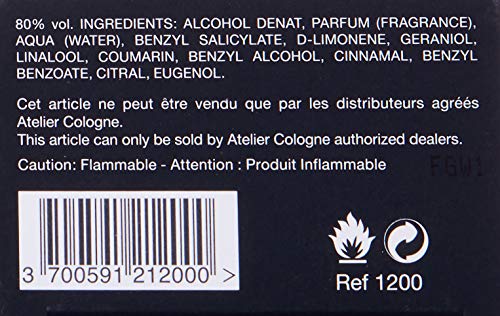 80% vol. INGREDIENTS: ALCOHOL DENAT, PARFUM (FRAGRANCE),
AQUA (WATER), BENZYL SALICYLATE, D-LIMONENE, GERANIOL,
LINALOOL, COUMARIN, BENZYL ALCOHOL, CINNAMAL, BENZYL
BENZOATE, CITRAL, EUGENOL.
Cet article ne peut être vendu que par les distributeurs agréés
Atelier Cologne.
This article can only be sold by Atelier Cologne authorized dealers.
Caution: Flammable - Attention : Produit Inflammable
FGW1
3 700591 212000 >
Ref 1200